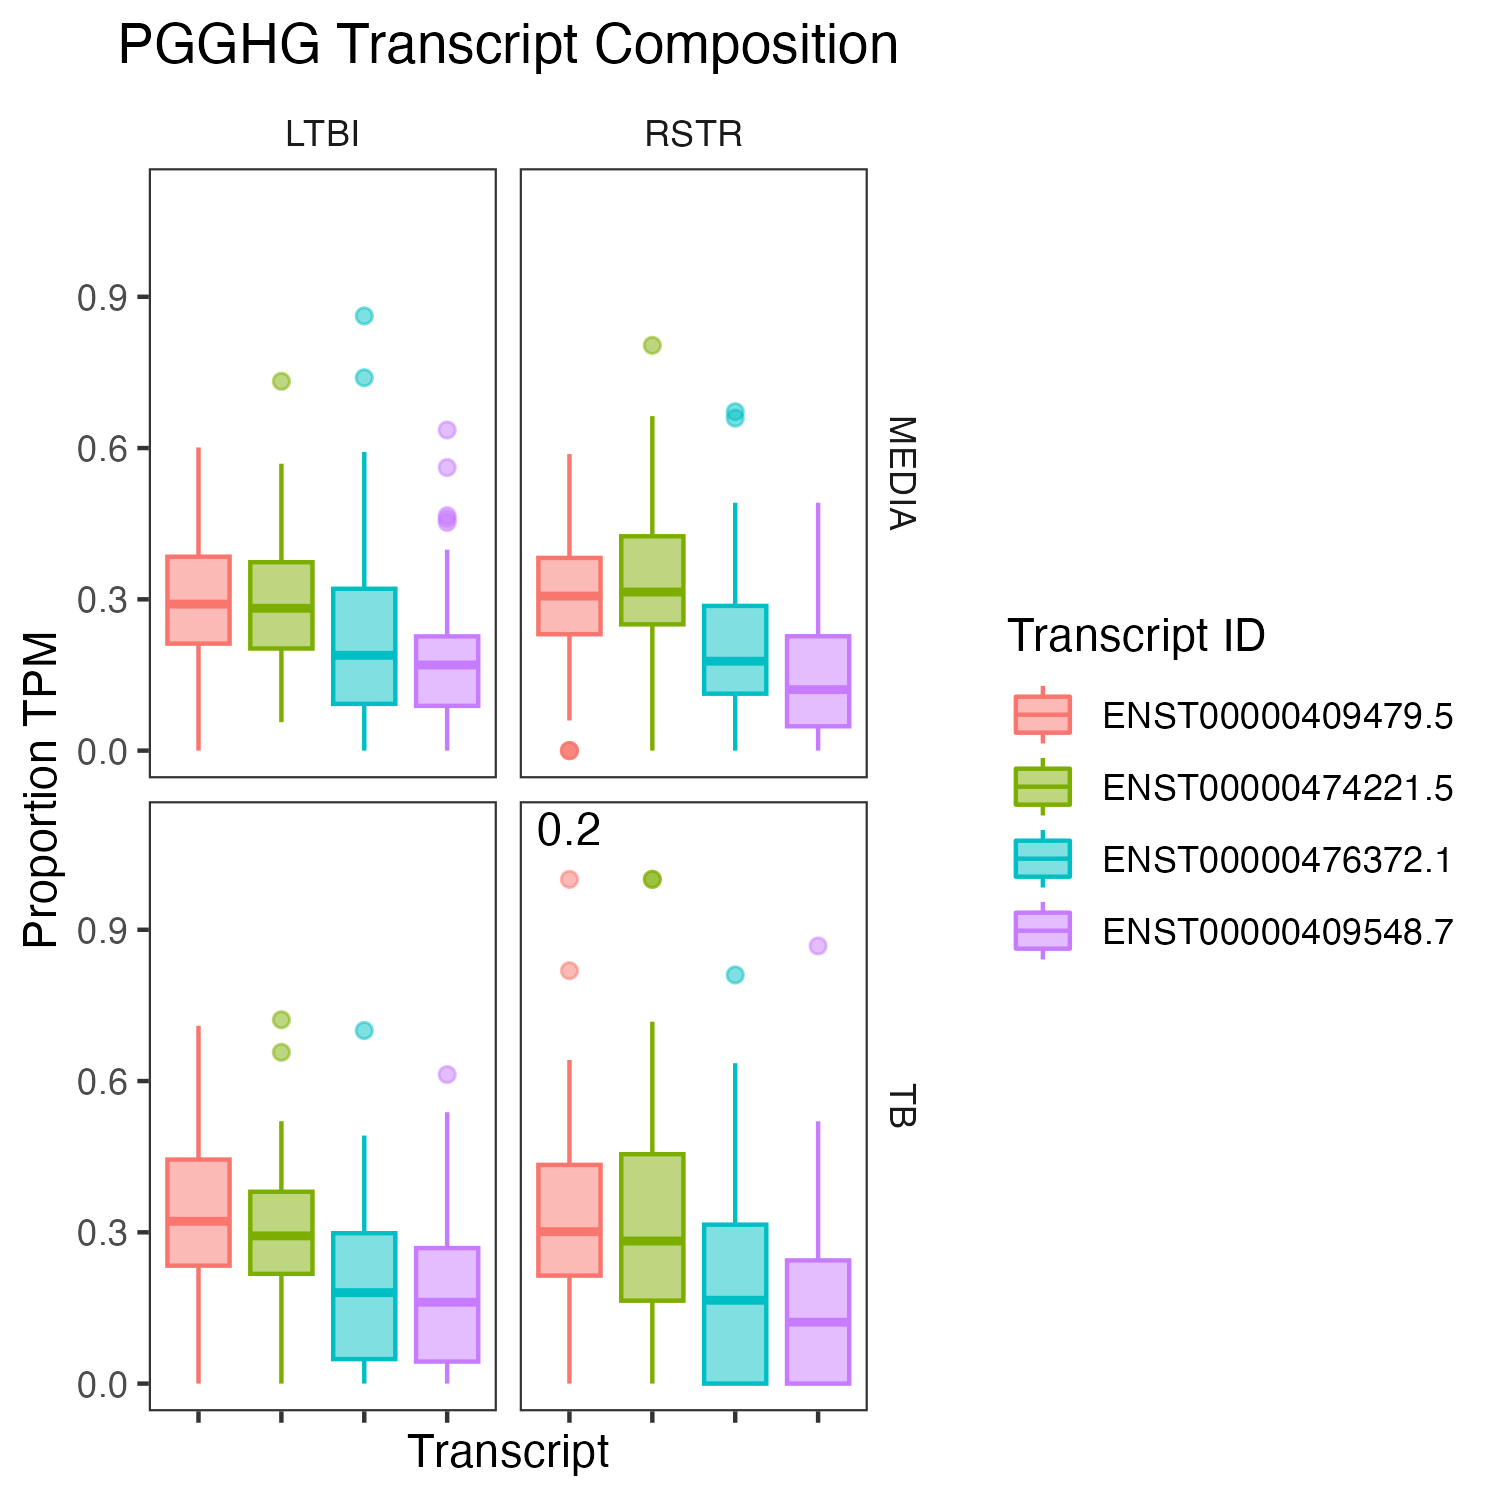 PGGHG Transcript Composition
LTBI
RSTR
MEDIA
0.9
0.6
0.3
0.0
Proportion TPM
0.2
TB
0.9
0.6
0.3
0.0
Transcript
Transcript ID
ENST00000409479.5
ENST00000474221.5
ENST00000476372.1
ENST00000409548.7